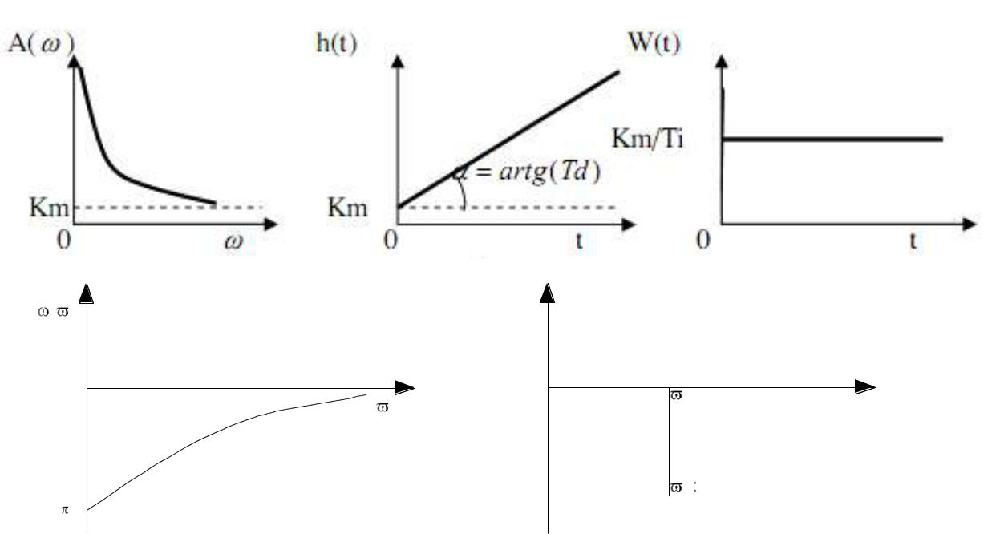 A(ω) h(t) W(t)
Km/Ti
α = artg(Td)
Km Km
0 ω 0 t 0 t
ω ϖ
ϖ ϖ
ϖ :
π